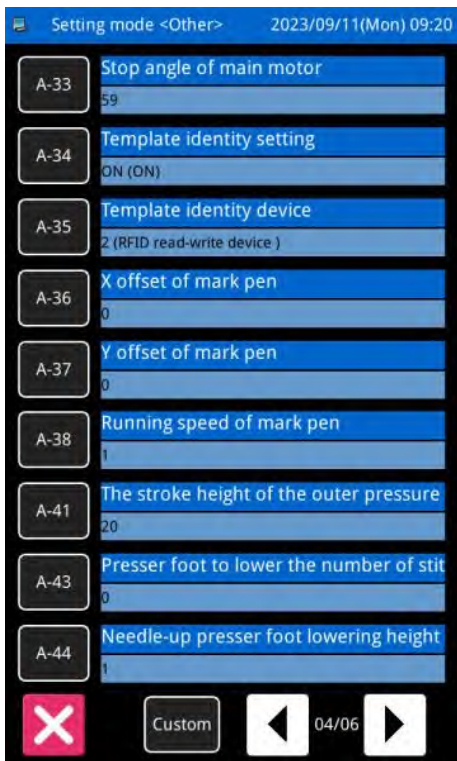 Setting mode <Other> 2023/09/11(Mon) 09:20
A-33 Stop angle of main motor
59
A-34 Template identity setting
ON (ON)
A-35 Template identity device
2 (RFID read-write device )
A-36 X offset of mark pen
0
A-37 Y offset of mark pen
0
A-38 Running speed of mark pen
1
A-41 The stroke height of the outer pressure
20
A-43 Presser foot to lower the number of stit
0
A-44 Needle-up presser foot lowering height
1
Custom 04/06